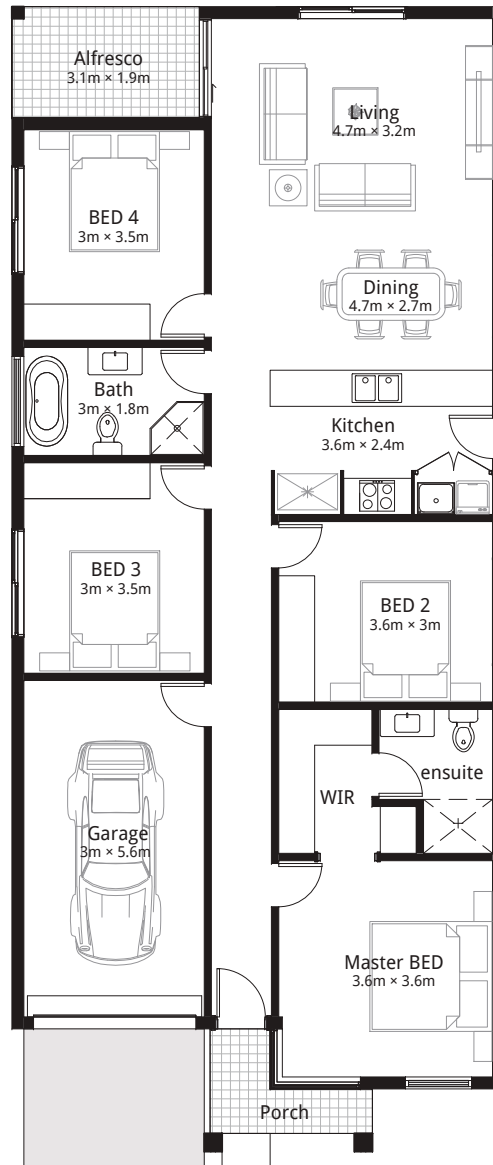 Alfresco
3.1m × 1.9m
Living
4.7m × 3.2m
BED 4
3m × 3.5m
Dining
4.7m × 2.7m
Bath
3m × 1.8m
Kitchen
3.6m × 2.4m
BED 3
3m × 3.5m
BED 2
3.6m × 3m
ensuite
WIR
Garage
3m × 5.6m
Master BED
3.6m × 3.6m
Porch